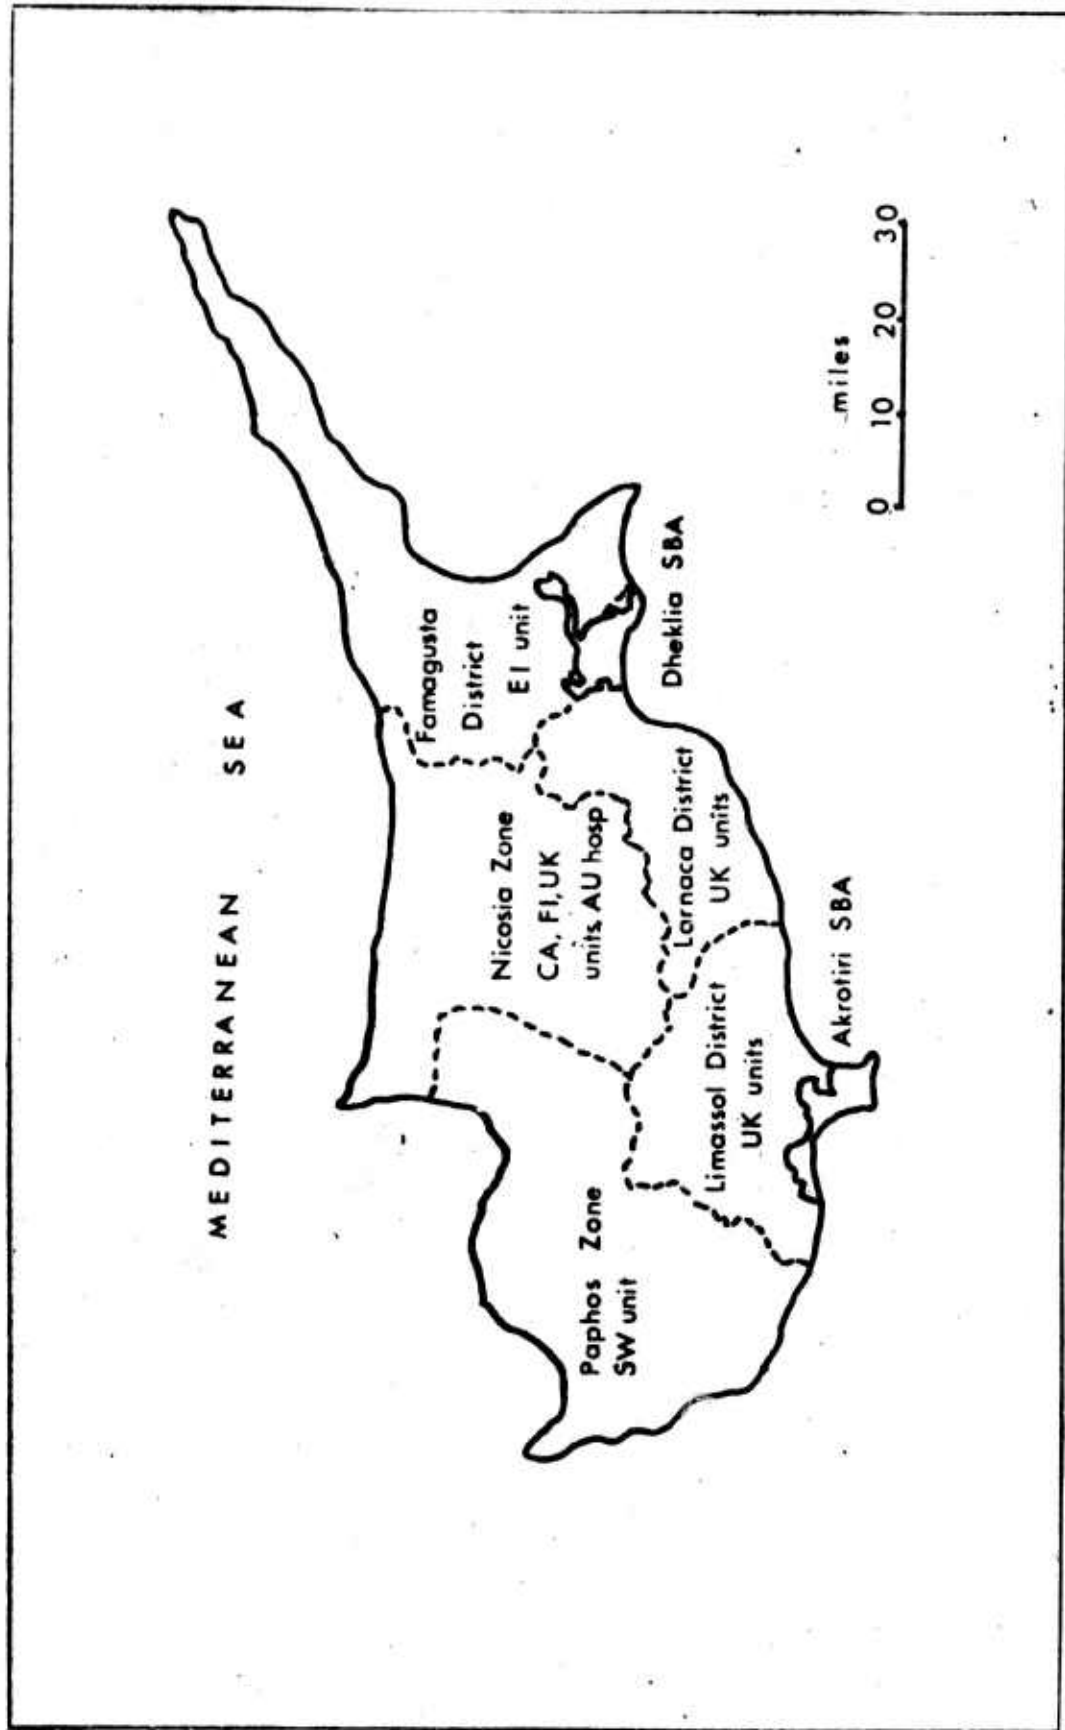 MEDITERRANEAN SEA
Famagusta
District
EI unit
Nicosia Zone
CA, FI, UK
units, AU hosp
Paphos Zone
SW unit
Larnaca District
UK units
Limassol District
UK units
Dheklia SBA
Akrotiri SBA
miles
0 10 20 30